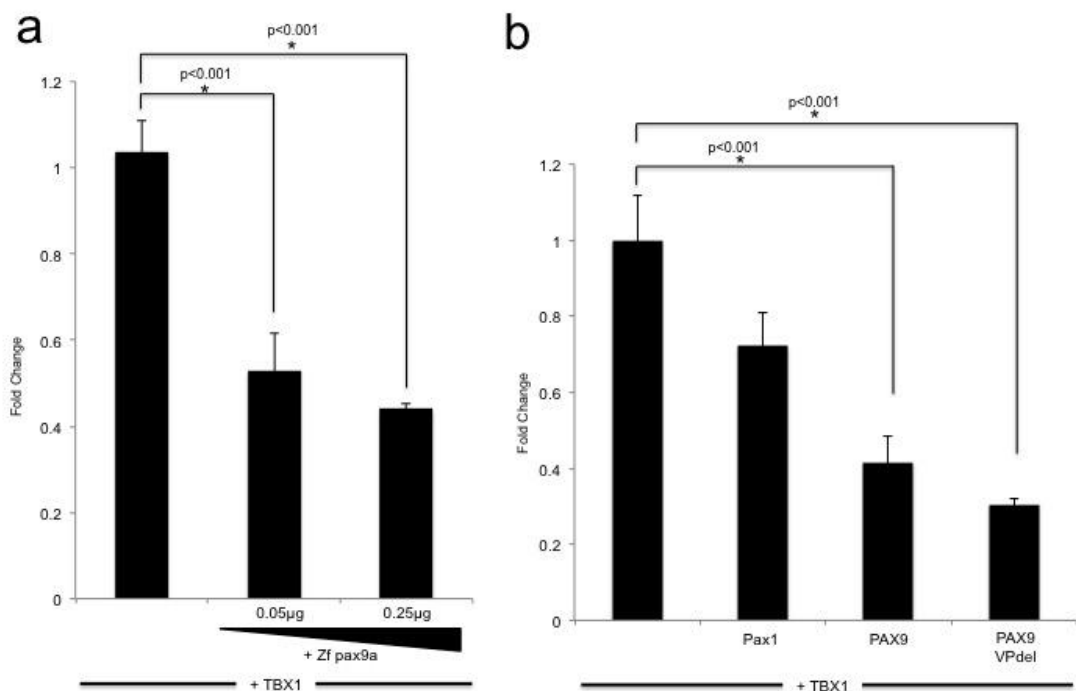 a
p<0.001
*
p<0.001
*
1.2
1
0.8
0.6
0.4
0.2
0
Fold Change
0.05µg 0.25µg
+ Zf pax9a
+ TBX1
b
p<0.001
*
p<0.001
*
1.2
1
0.8
0.6
0.4
0.2
0
Fold Change
Pax1 PAX9 PAX9
VPdel
+ TBX1